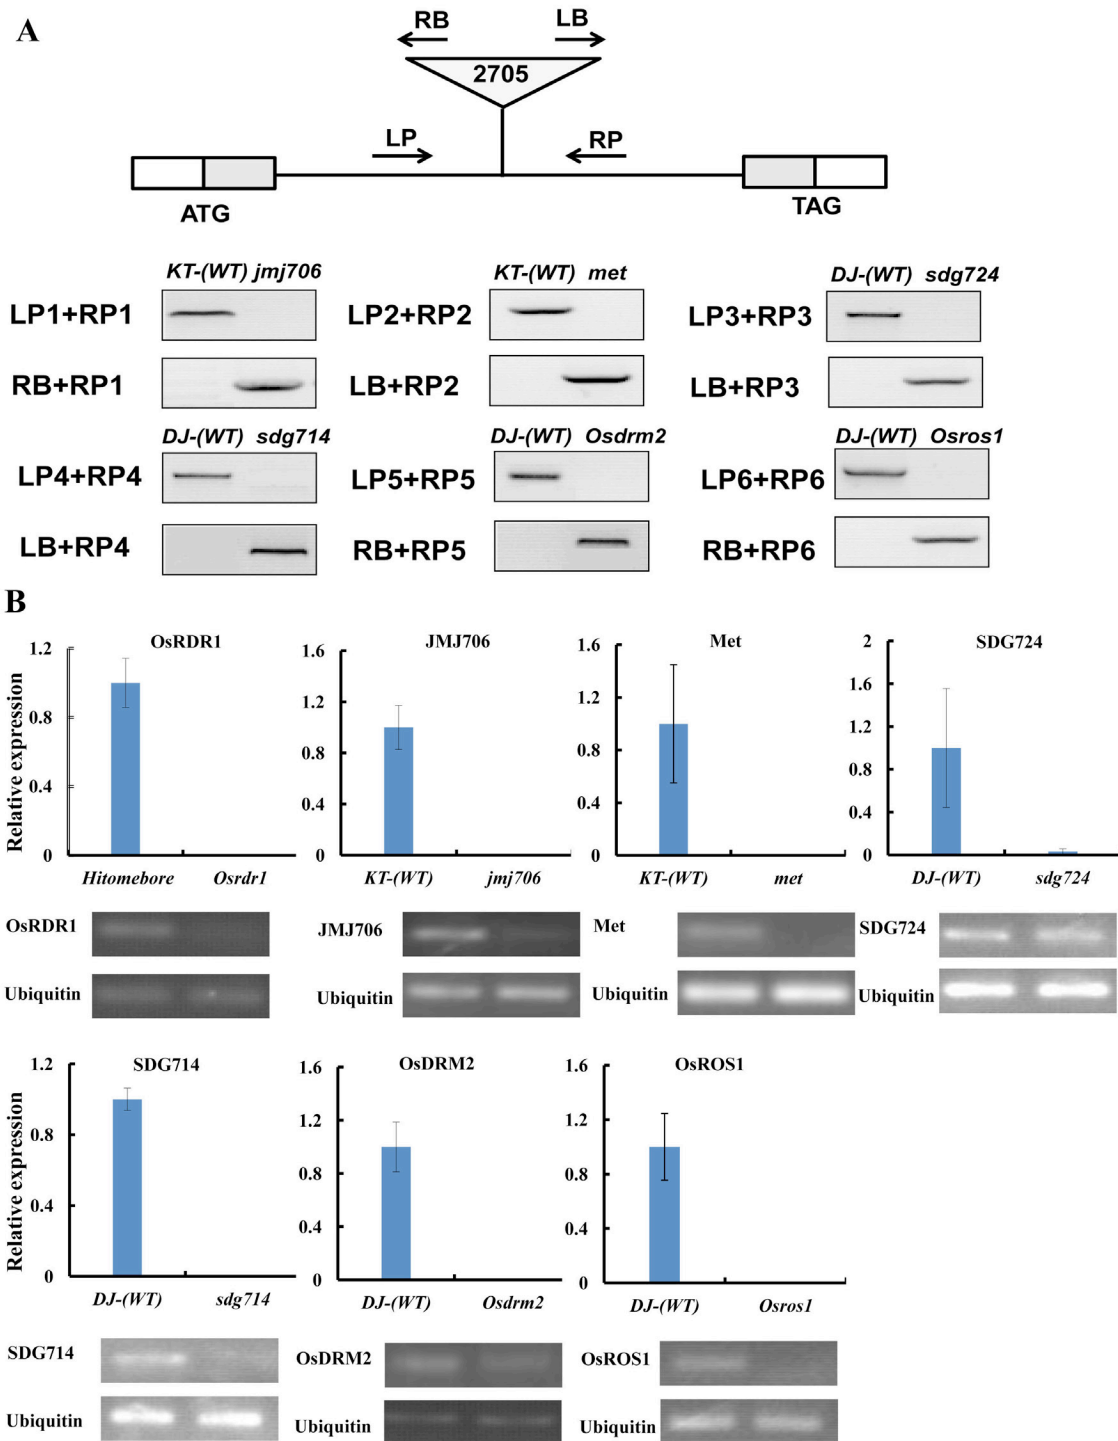 A
RB LB
2705
LP RP
ATG TAG
KT-(WT) jmj706 KT-(WT) met DJ-(WT) sdg724
LP1+RP1 LP2+RP2 LP3+RP3
RB+RP1 LB+RP2 LB+RP3
DJ-(WT) sdg714 DJ-(WT) Osdrm2 DJ-(WT) Osros1
LP4+RP4 LP5+RP5 LP6+RP6
LB+RP4 RB+RP5 RB+RP6
B
OsRDR1
Relative expression
1.2
0.8
0.4
0
Hitomebore Osrdr1
JMJ706
1.6
1.2
0.8
0.4
0
KT-(WT) jmj706
Met
1.6
1.2
0.8
0.4
0
KT-(WT) met
SDG724
2
1.6
1.2
0.8
0.4
0
DJ-(WT) sdg724
OsRDR1 JMJ706 Met SDG724
Ubiquitin Ubiquitin Ubiquitin Ubiquitin
SDG714
Relative expression
1.2
0.8
0.4
0
DJ-(WT) sdg714
OsDRM2
1.6
1.2
0.8
0.4
0
DJ-(WT) Osdrm2
OsROS1
1.6
1.2
0.8
0.4
0
DJ-(WT) Osros1
SDG714 OsDRM2 OsROS1
Ubiquitin Ubiquitin Ubiquitin